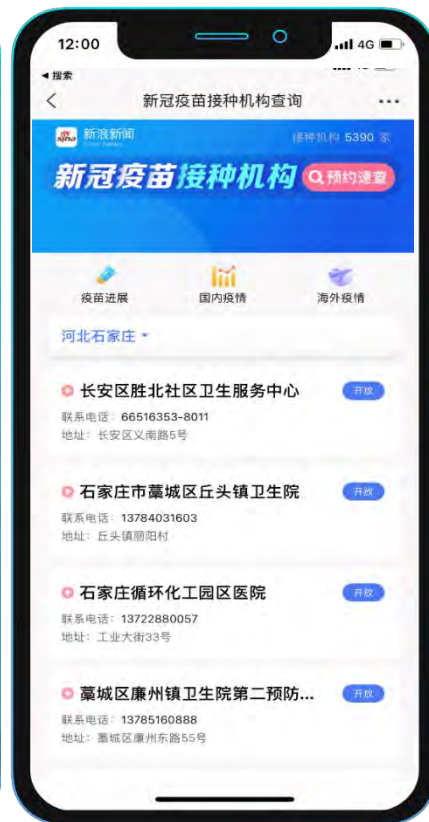 12:00
4G
搜索
新冠疫苗接种机构查询
sina
新浪新闻
接种机构 5390 家
新冠疫苗接种机构
预约速查
疫苗进展
国内疫情
海外疫情
河北石家庄
长安区胜北社区卫生服务中心
开放
联系电话：66516353-8011
地址：长安区义南路5号
石家庄市藁城区丘头镇卫生院
开放
联系电话：13784031603
地址：丘头镇丽阳村
石家庄循环化工园区医院
开放
联系电话：13722880057
地址：工业大街33号
藁城区廉州镇卫生院第二预防...
开放
联系电话：13785160888
地址：藁城区廉州东路55号